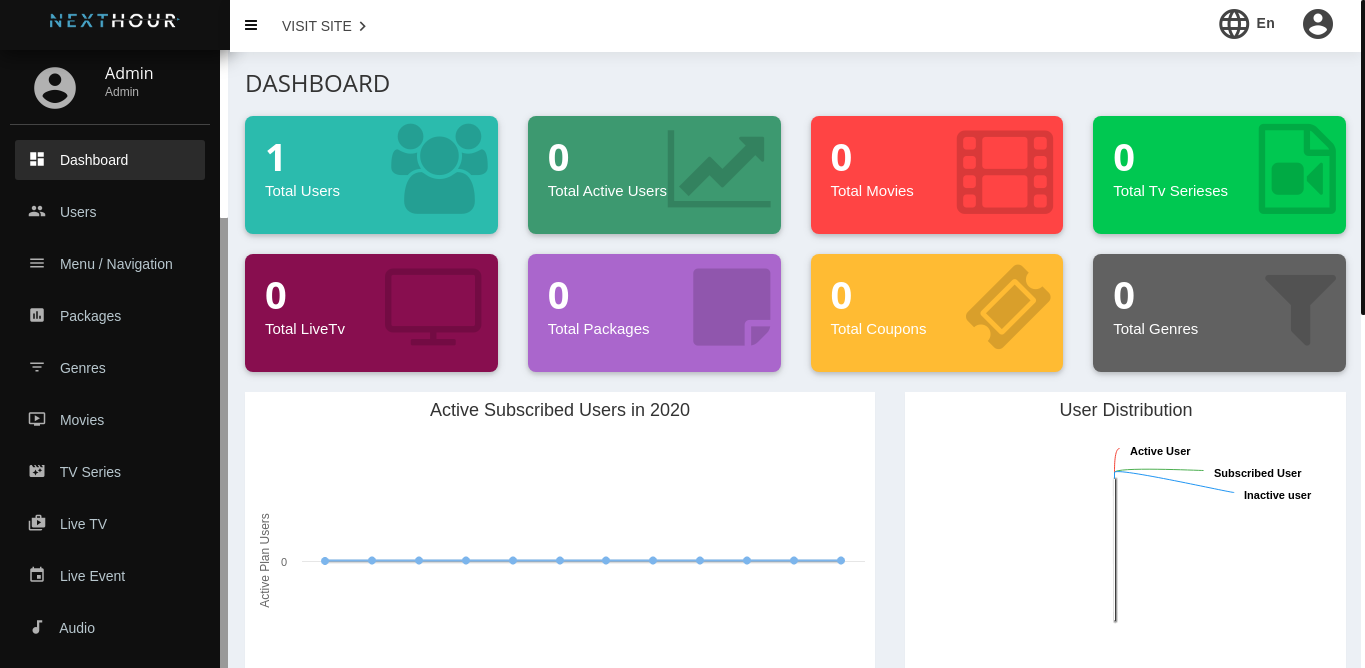 NEXTHOUR
VISIT SITE
En
Admin
Admin
Dashboard
Users
Menu / Navigation
Packages
Genres
Movies
TV Series
Live TV
Live Event
Audio
DASHBOARD
1
Total Users
0
Total Active Users
0
Total Movies
0
Total Tv Serieses
0
Total LiveTv
0
Total Packages
0
Total Coupons
0
Total Genres
Active Subscribed Users in 2020
Active Plan Users
0
User Distribution
Active User
Subscribed User
Inactive user